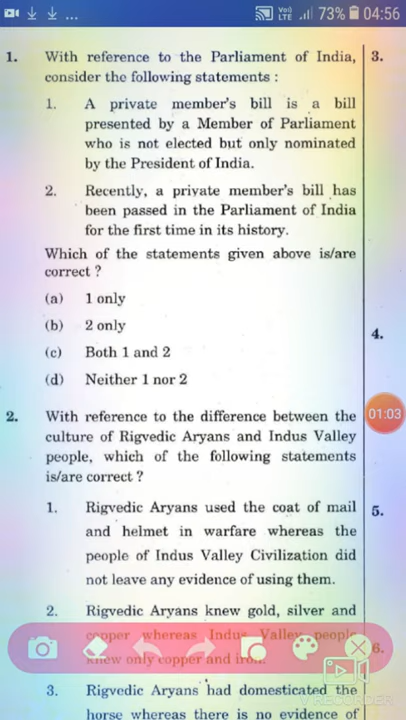 Voi) LTE 73% 04:56
1. With reference to the Parliament of India,
consider the following statements :
1. A private member's bill is a bill
presented by a Member of Parliament
who is not elected but only nominated
by the President of India.
2. Recently, a private member's bill has
been passed in the Parliament of India
for the first time in its history.
Which of the statements given above is/are
correct ?
(a) 1 only
(b) 2 only
(c) Both 1 and 2
(d) Neither 1 nor 2
2. With reference to the difference between the
culture of Rigvedic Aryans and Indus Valley
people, which of the following statements
is/are correct ?
1. Rigvedic Aryans used the coat of mail
and helmet in warfare whereas the
people of Indus Valley Civilization did
not leave any evidence of using them.
2. Rigvedic Aryans knew gold, silver and
copper whereas Indus Valley people
knew only copper and iron.
3. Rigvedic Aryans had domesticated the
horse whereas there is no evidence of
3.
4.
01:03
5.
6.
V RECORDER